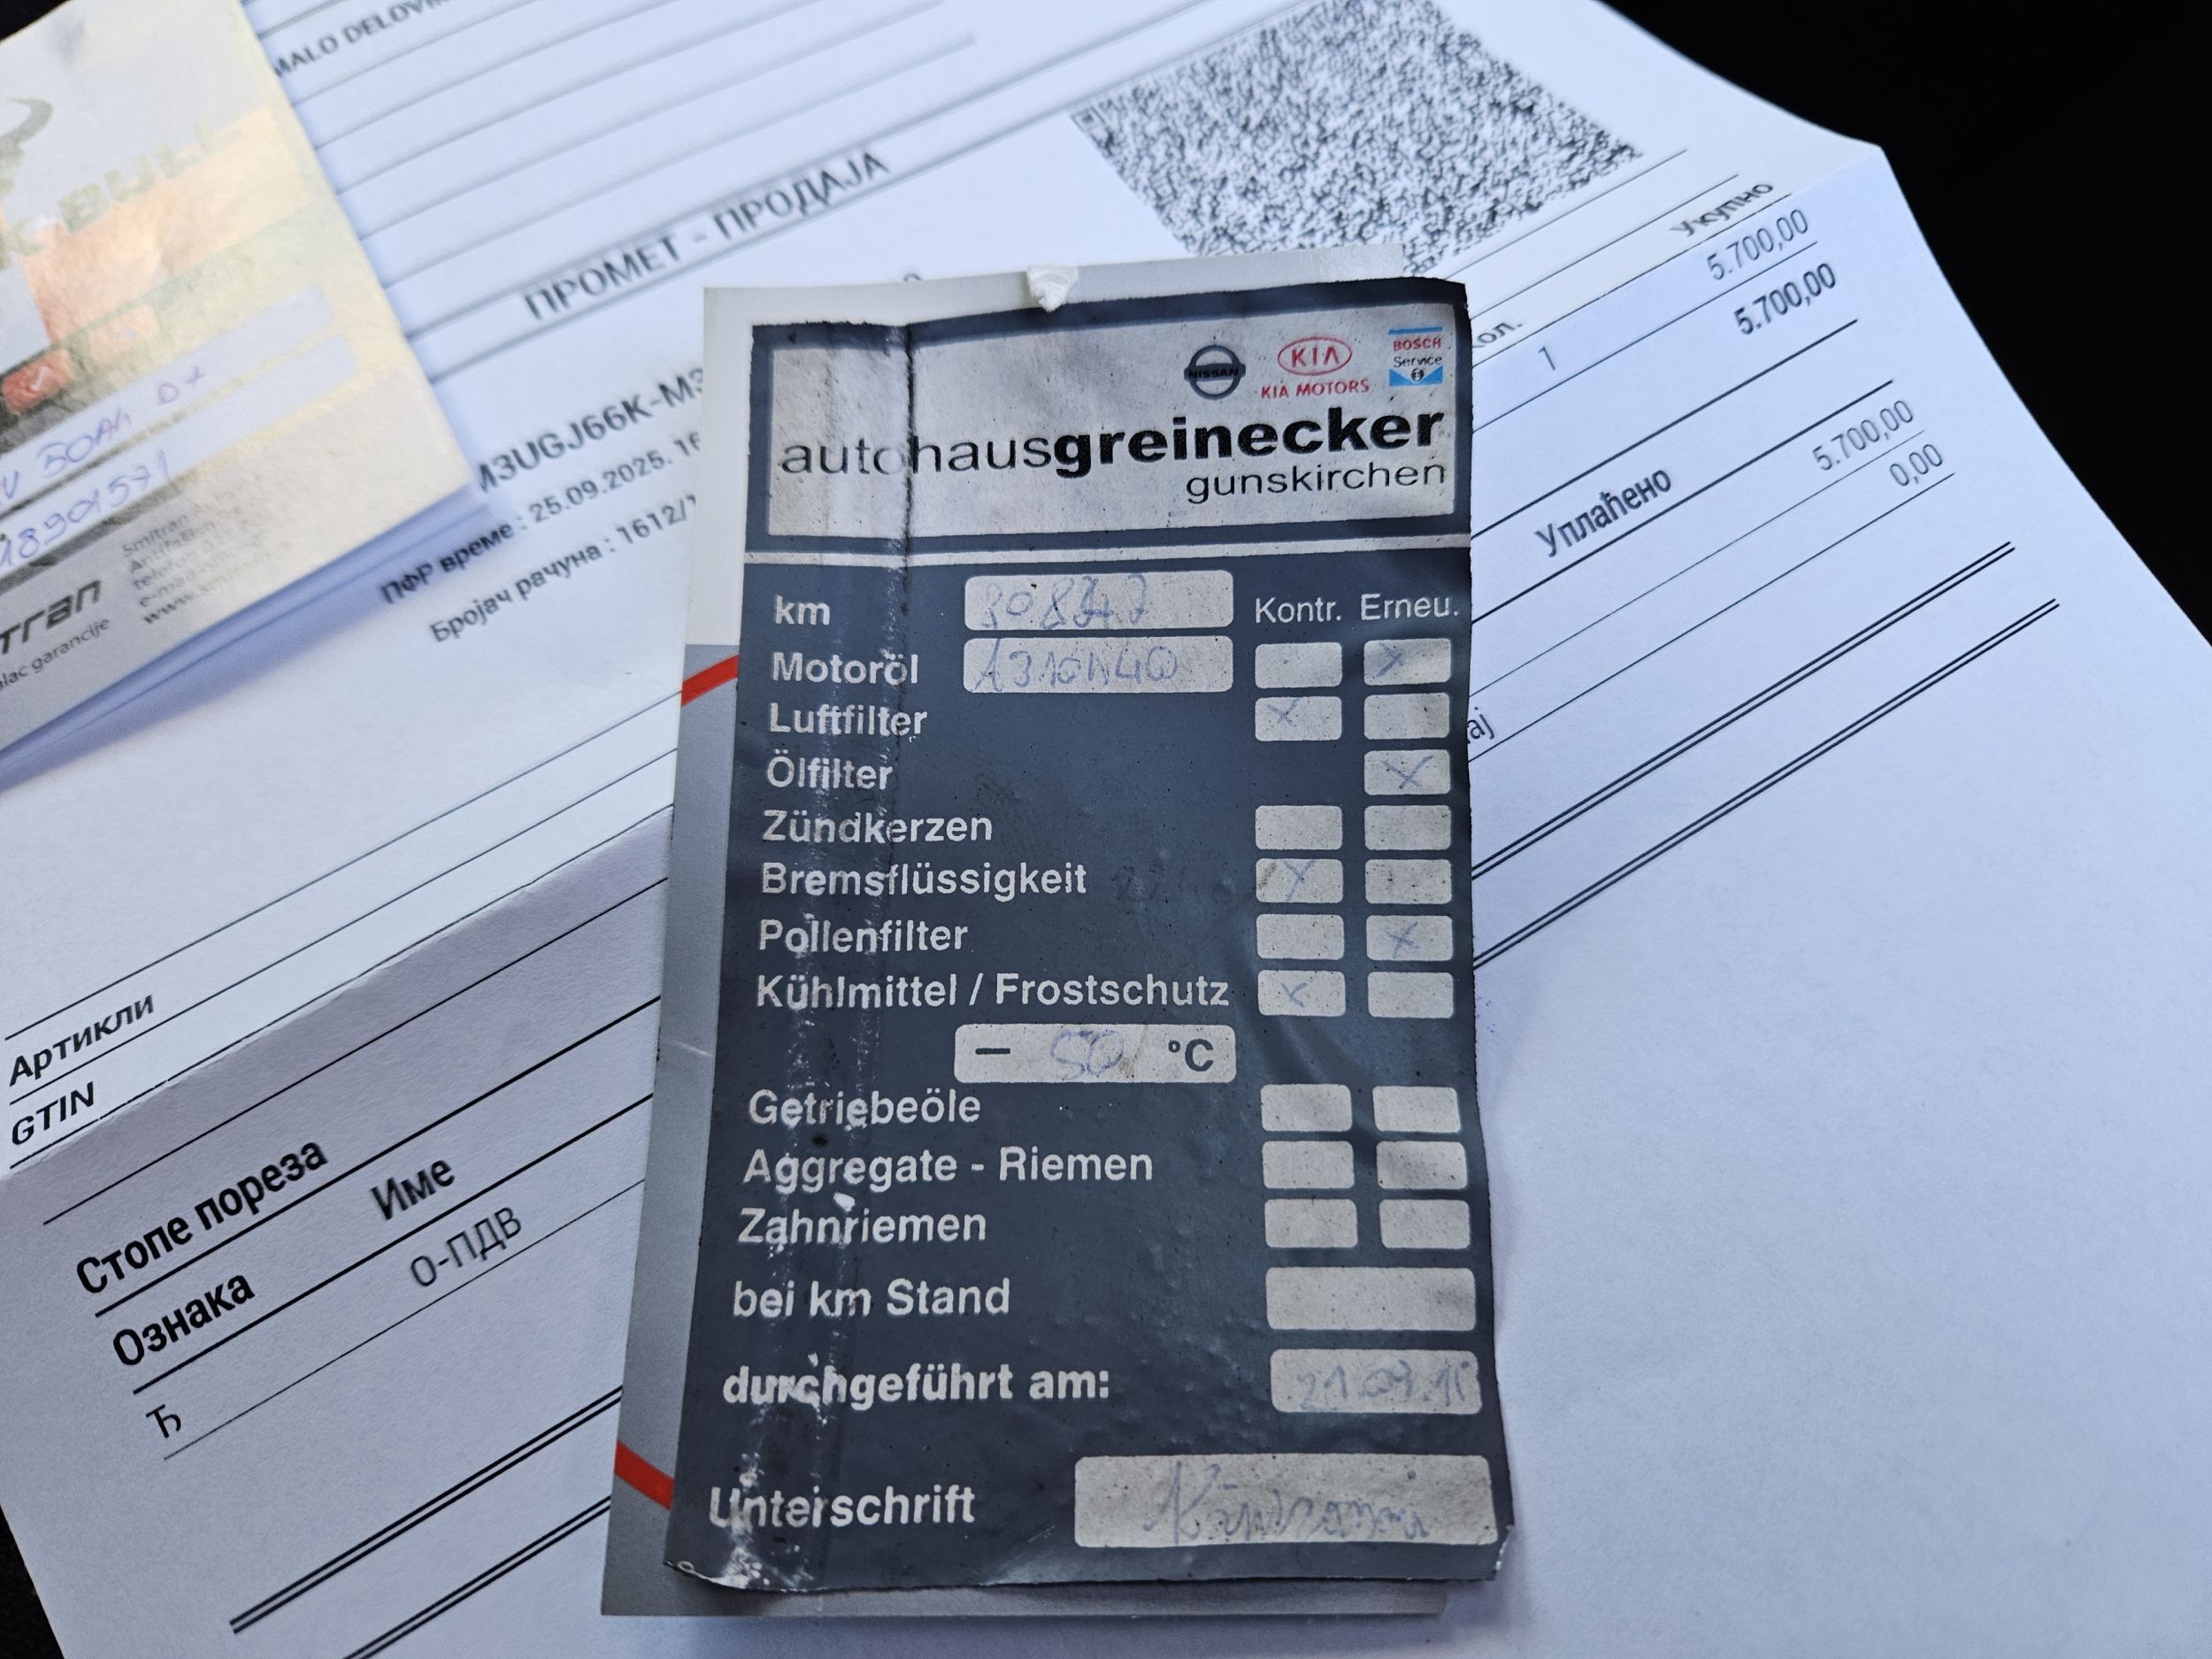 MALO
ПРОМЕТ - ПРОДАЈА
Укупно
5.700,00
1
5.700,00
M3UGJ66K-M3
ПФР време : 25.09.2025. 16
Бројач рачуна : 1612/1
Уплаћено
5.700,00
0,00
Артикли
GTIN
Стопе пореза
Ознака Име
Ђ О-ПДВ
50Ah D+
Smitran
NISSAN
KIA
KIA MOTORS
BOSCH
Service
autohausgreinecker
gunskirchen
km Kontr. Erneu.
Motoröl x
Luftfilter x
Ölfilter x
Zündkerzen
Bremsflüssigkeit x
Pollenfilter x
Kühlmittel / Frostschutz x
– 50 °C
Getriebeöle
Aggregate - Riemen
Zahnriemen
bei km Stand
durchgeführt am:
Unterschrift